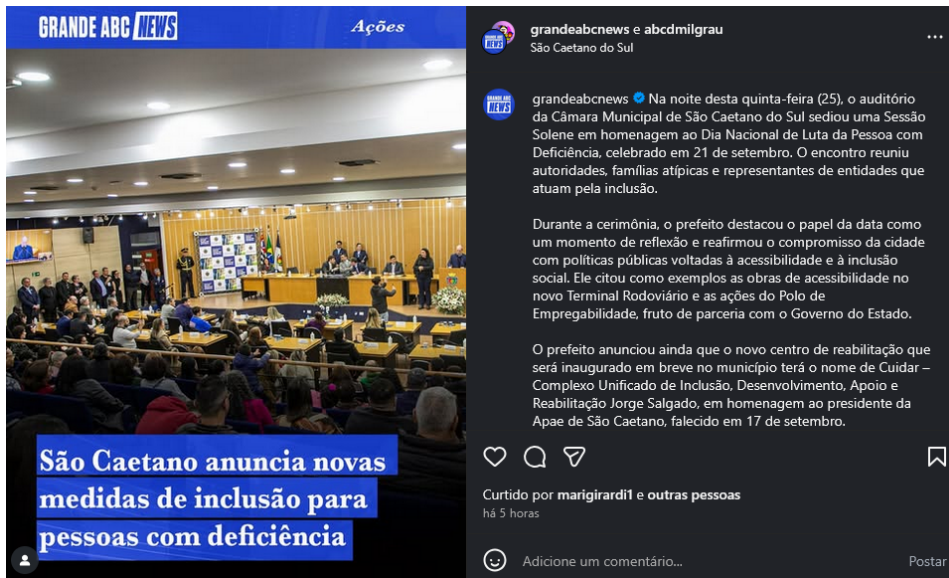 GRANDE ABC NEWS
Ações
São Caetano anuncia novas
medidas de inclusão para
pessoas com deficiência
grandeabcnews e abcdmilgrau
São Caetano do Sul
grandeabcnews Na noite desta quinta-feira (25), o auditório
da Câmara Municipal de São Caetano do Sul sediou uma Sessão
Solene em homenagem ao Dia Nacional de Luta da Pessoa com
Deficiência, celebrado em 21 de setembro. O encontro reuniu
autoridades, famílias atípicas e representantes de entidades que
atuam pela inclusão.
Durante a cerimônia, o prefeito destacou o papel da data como
um momento de reflexão e reafirmou o compromisso da cidade
com políticas públicas voltadas à acessibilidade e à inclusão
social. Ele citou como exemplos as obras de acessibilidade no
novo Terminal Rodoviário e as ações do Polo de
Empregabilidade, fruto de parceria com o Governo do Estado.
O prefeito anunciou ainda que o novo centro de reabilitação que
será inaugurado em breve no município terá o nome de Cuidar –
Complexo Unificado de Inclusão, Desenvolvimento, Apoio e
Reabilitação Jorge Salgado, em homenagem ao presidente da
Apae de São Caetano, falecido em 17 de setembro.
Curtido por marigirardi1 e outras pessoas
há 5 horas
Adicione um comentário...
Postar